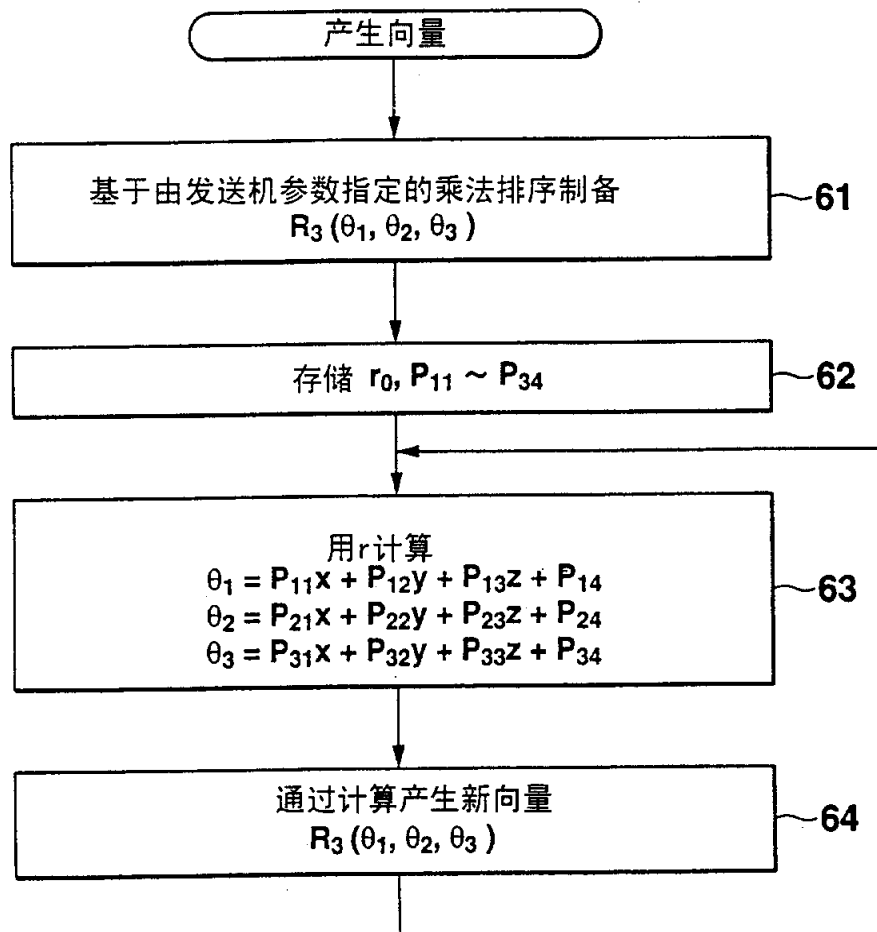 产生向量
基于由发送机参数指定的乘法排序制备
R₃(θ₁, θ₂, θ₃)
61
存储 r₀, P₁₁ ~ P₃₄
62
用r计算
θ₁ = P₁₁x + P₁₂y + P₁₃z + P₁₄
θ₂ = P₂₁x + P₂₂y + P₂₃z + P₂₄
θ₃ = P₃₁x + P₃₂y + P₃₃z + P₃₄
63
通过计算产生新向量
R₃(θ₁, θ₂, θ₃)
64